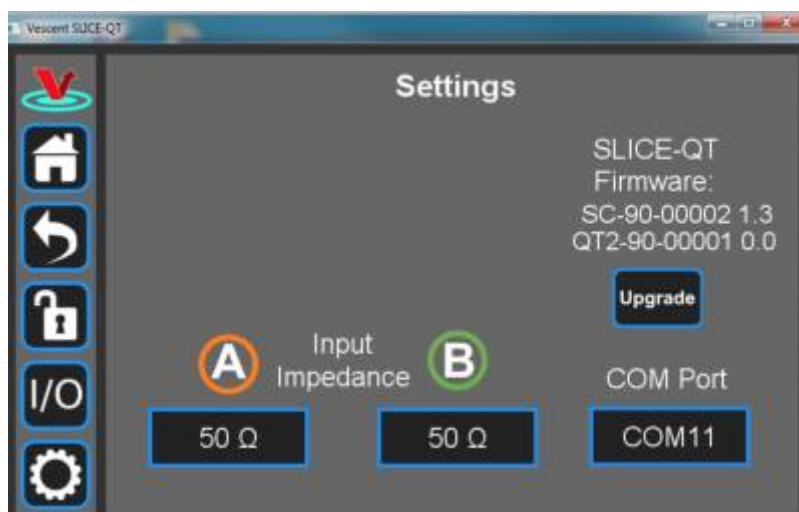 Vescent SLICE-QT
Settings
SLICE-QT
Firmware:
SC-90-00002 1.3
QT2-90-00001 0.0
Upgrade
A
Input
Impedance
B
I/O
COM Port
50 Ω
50 Ω
COM11